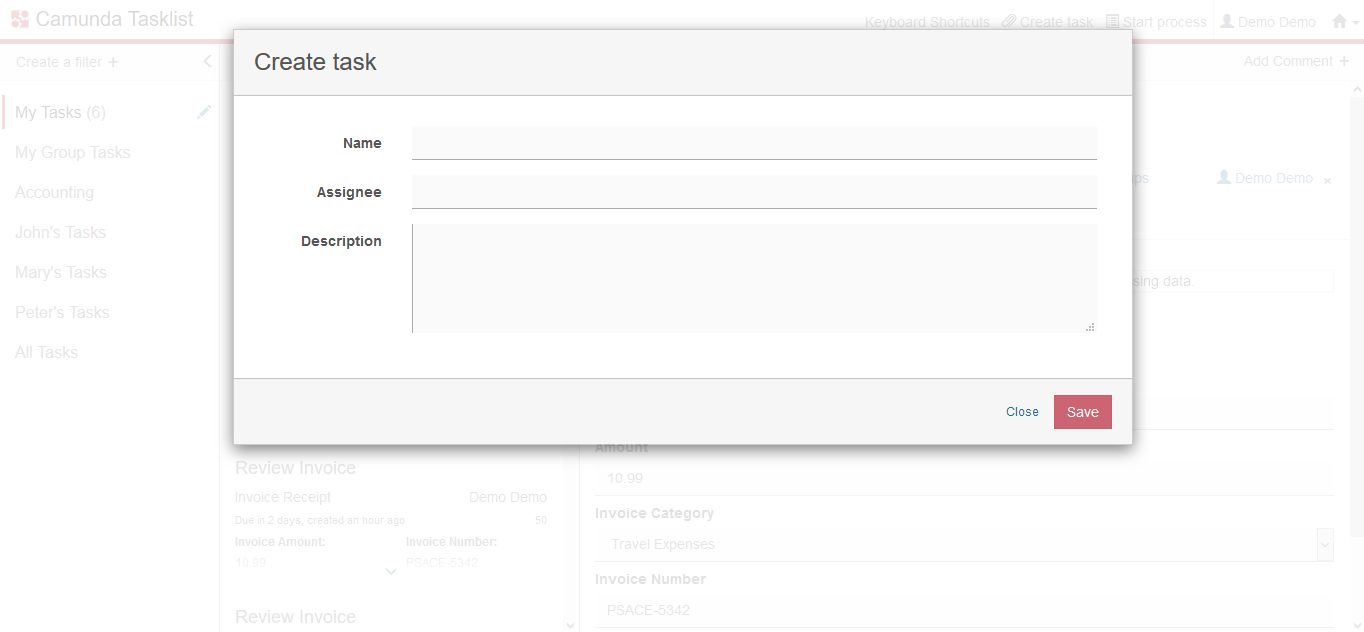 Camunda Tasklist
Keyboard Shortcuts Create task Start process Demo Demo
Create a filter +
Add Comment +
My Tasks (6)
My Group Tasks
Accounting
John's Tasks
Mary's Tasks
Peter's Tasks
All Tasks
Create task
Name
Assignee
Description
Close Save
Demo Demo ×
sing data.
Review Invoice
Invoice Receipt Demo Demo
Due in 2 days, created an hour ago 50
Invoice Amount: Invoice Number:
10.99 PSACE-5342
Review Invoice
Amount
10.99
Invoice Category
Travel Expenses
Invoice Number
PSACE-5342